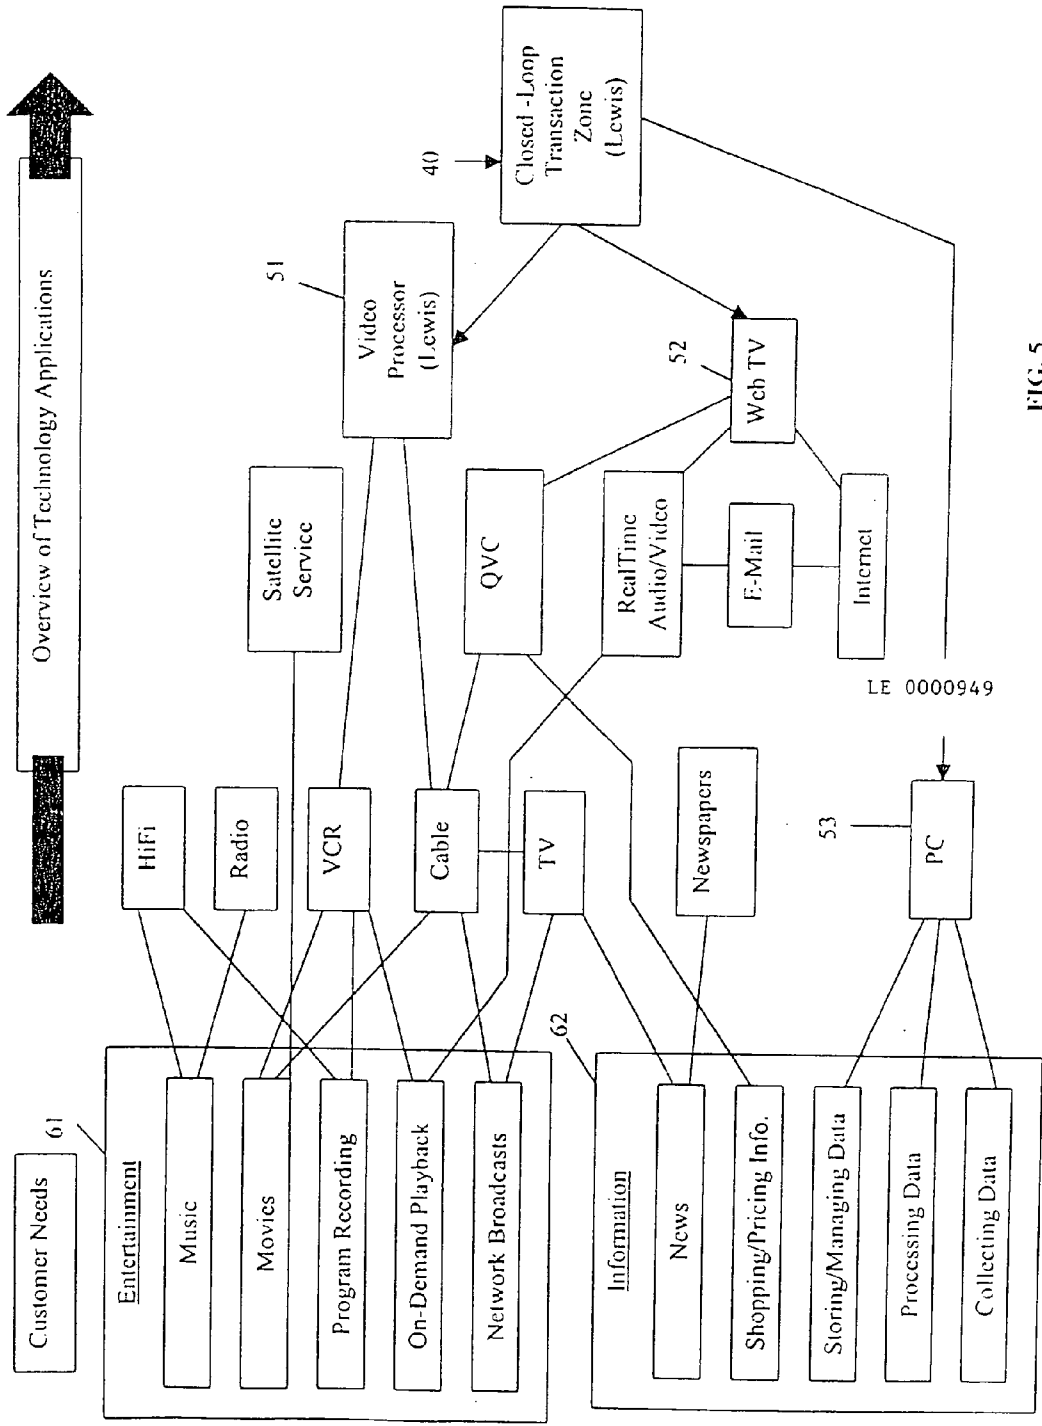 Overview of Technology Applications
Customer Needs
61
Entertainment
Music
Movies
Program Recording
On-Demand Playback
Network Broadcasts
62
Information
News
Shopping/Pricing Info.
Storing/Managing Data
Processing Data
Collecting Data
HiFi
Radio
VCR
Cable
TV
Newspapers
53
PC
Satellite
Service
QVC
RealTime
Audio/Video
E-Mail
Internet
LE 0000949
51
Video
Processor
(Lewis)
52
Web TV
40
Closed -Loop
Transaction
Zone
(Lewis)
FIG. 5